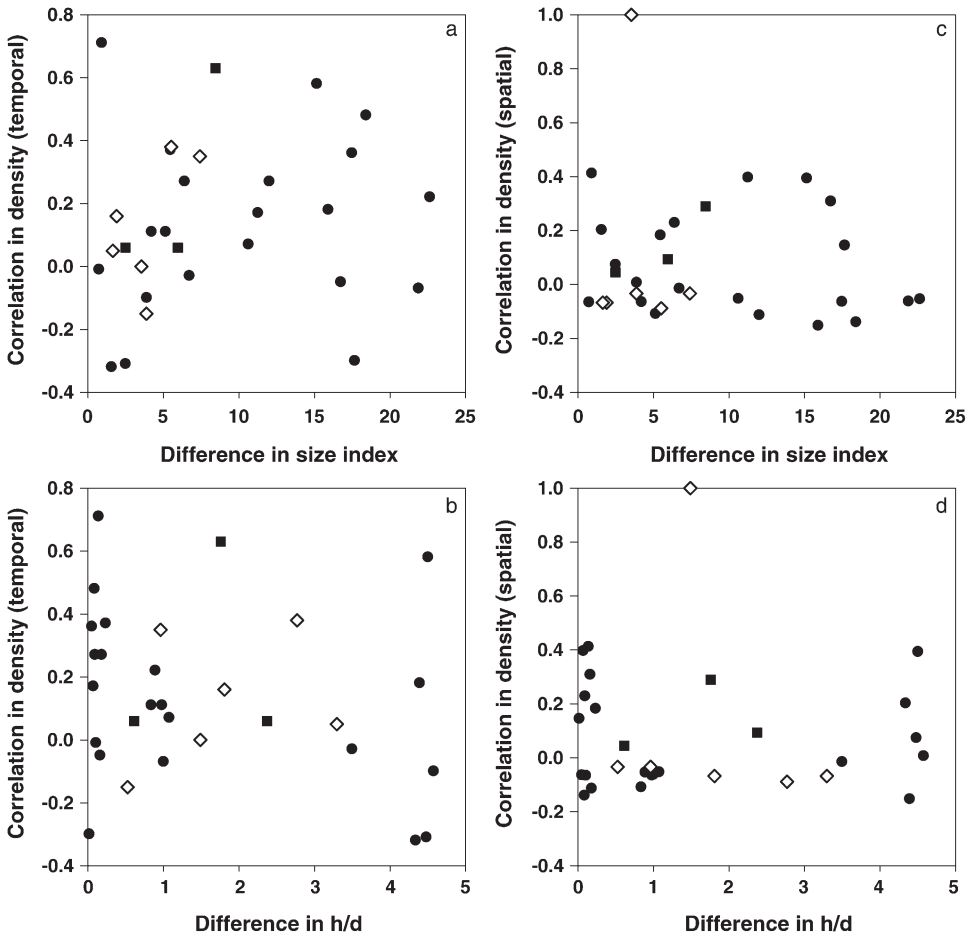 a
0.8
0.6
0.4
0.2
0.0
-0.2
-0.4
Correlation in density (temporal)
0 5 10 15 20 25
Difference in size index
c
1.0
0.8
0.6
0.4
0.2
0.0
-0.2
-0.4
Correlation in density (spatial)
0 5 10 15 20 25
Difference in size index
b
0.8
0.6
0.4
0.2
0.0
-0.2
-0.4
Correlation in density (temporal)
0 1 2 3 4 5
Difference in h/d
d
1.0
0.8
0.6
0.4
0.2
0.0
-0.2
-0.4
Correlation in density (spatial)
0 1 2 3 4 5
Difference in h/d